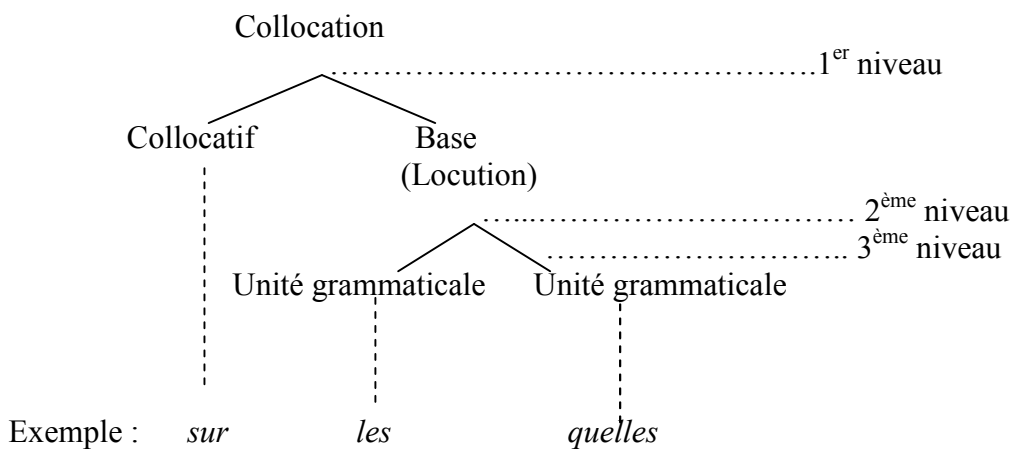 Collocation
1er niveau
Collocatif Base
(Locution)
2ème niveau
3ème niveau
Unité grammaticale Unité grammaticale
Exemple : sur les quelles